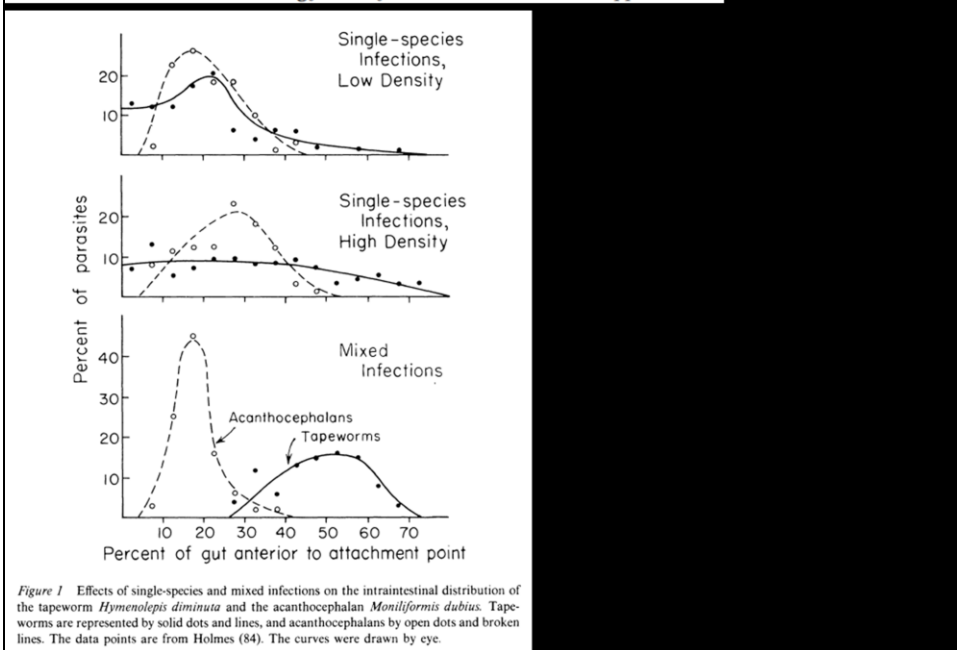 Single-species
Infections,
Low Density
20
10
Single-species
Infections,
High Density
20
10
Percent of parasites
Mixed
Infections
40
30
20
10
Acanthocephalans
Tapeworms
10 20 30 40 50 60 70
Percent of gut anterior to attachment point
Figure 1 Effects of single-species and mixed infections on the intraintestinal distribution of
the tapeworm Hymenolepis diminuta and the acanthocephalan Moniliformis dubius. Tape-
worms are represented by solid dots and lines, and acanthocephalans by open dots and broken
lines. The data points are from Holmes (84). The curves were drawn by eye.